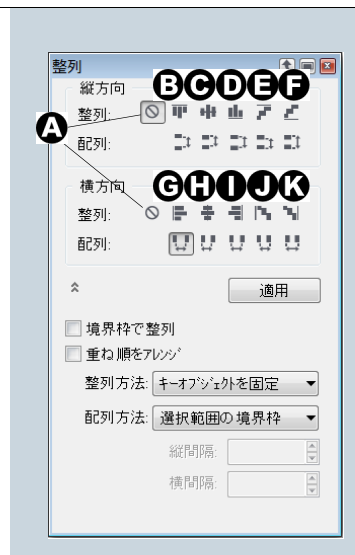 整列
縦方向
B C D E F
A
整列:
配列:
横方向
G H I J K
整列:
配列:
適用
境界枠で整列
重ね順をアレンジ
整列方法: キーオブジェクトを固定
配列方法: 選択範囲の境界枠
縦間隔:
横間隔: